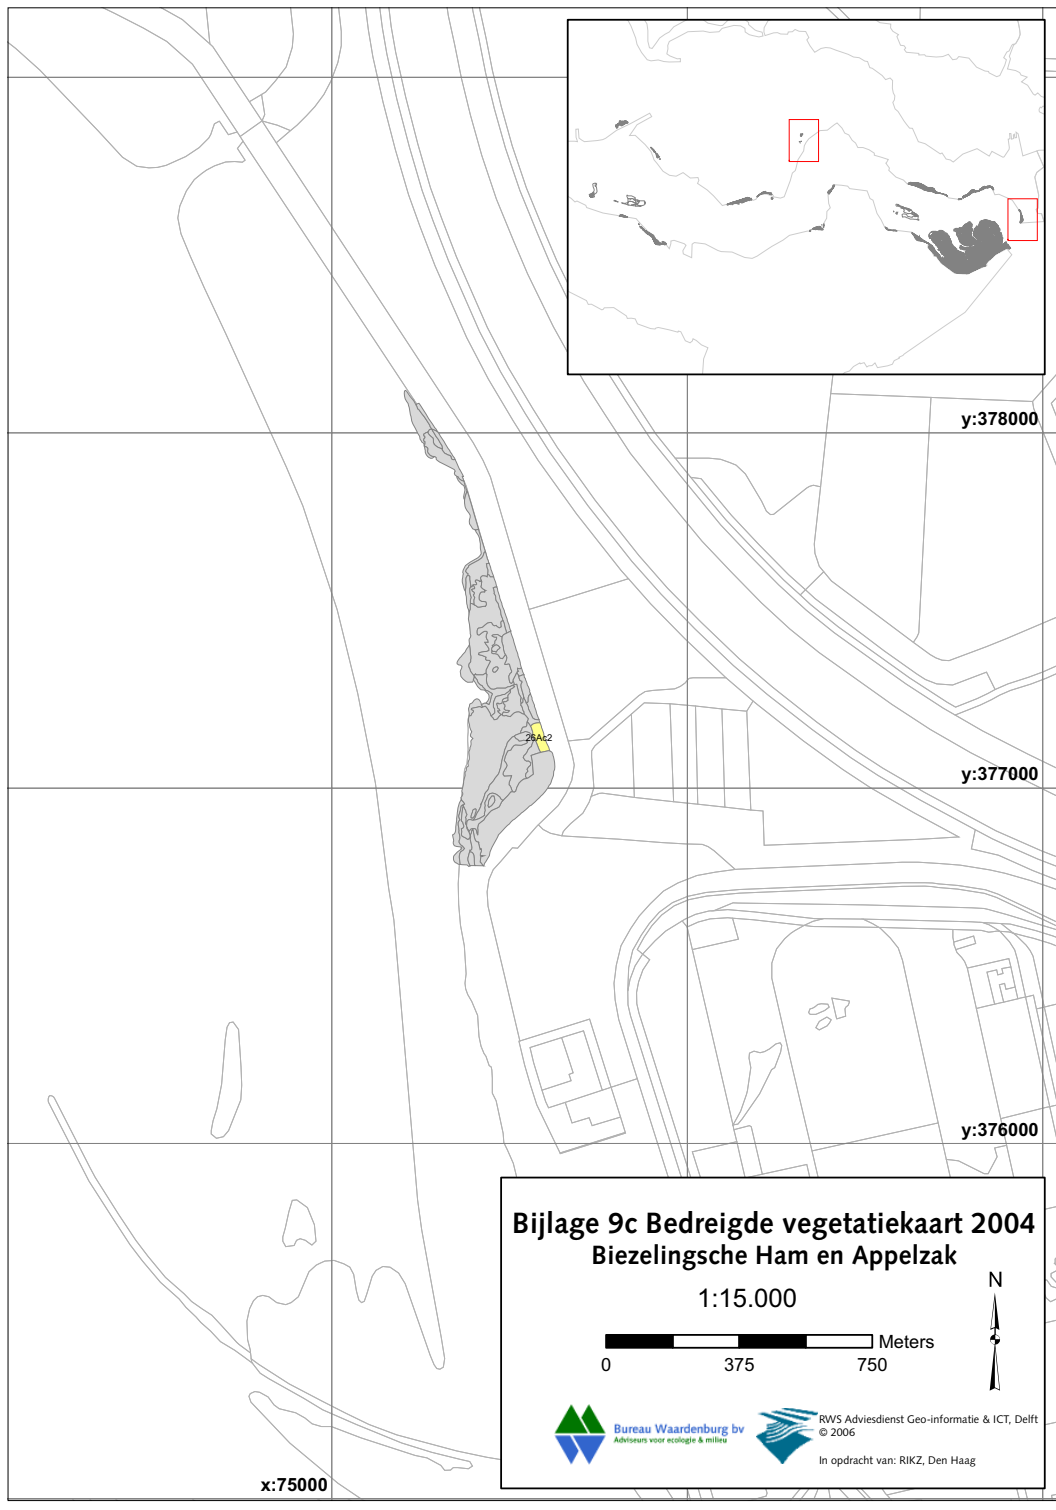 y:378000
26Ac2
y:377000
y:376000
Bijlage 9c Bedreigde vegetatiekaart 2004
Biezelingsche Ham en Appelzak
1:15.000
N
Meters
0 375 750
Bureau Waardenburg bv
Adviseurs voor ecologie & milieu
RWS Adviesdienst Geo-informatie & ICT, Delft
© 2006
In opdracht van: RIKZ, Den Haag
x:75000